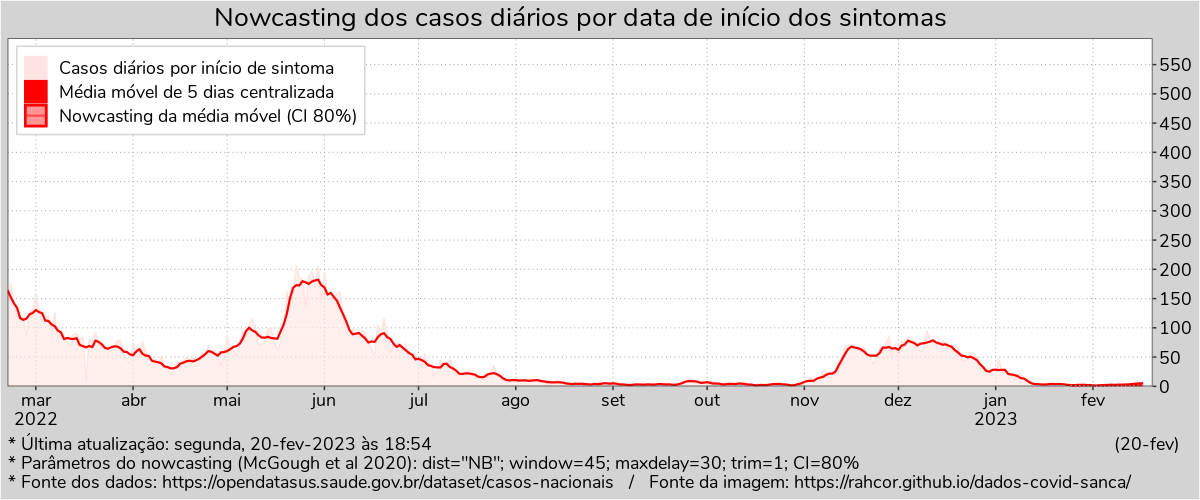 Nowcasting dos casos diários por data de início dos sintomas
Casos diários por início de sintoma
Média móvel de 5 dias centralizada
Nowcasting da média móvel (CI 80%)
550
500
450
400
350
300
250
200
150
100
50
0
mar abr mai jun jul ago set out nov dez jan fev
2022 2023
* Última atualização: segunda, 20-fev-2023 às 18:54 (20-fev)
* Parâmetros do nowcasting (McGough et al 2020): dist="NB"; window=45; maxdelay=30; trim=1; CI=80%
* Fonte dos dados: https://opendatasus.saude.gov.br/dataset/casos-nacionais / Fonte da imagem: https://rahcor.github.io/dados-covid-sanca/